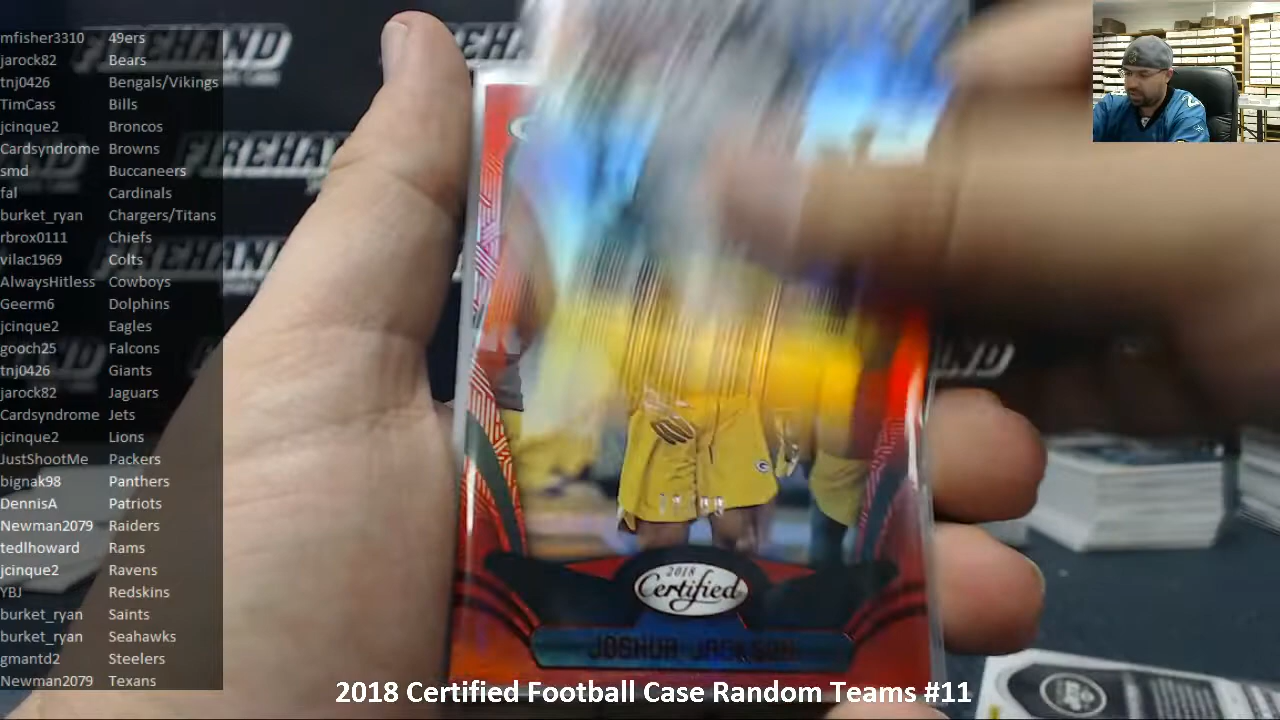 mfisher3310 49ers
jarock82 Bears
tnj0426 Bengals/Vikings
TimCass Bills
jcinque2 Broncos
Cardsyndrome Browns
smd Buccaneers
fal Cardinals
burket_ryan Chargers/Titans
rbrox0111 Chiefs
vilac1969 Colts
AlwaysHitless Cowboys
Geerm6 Dolphins
jcinque2 Eagles
gooch25 Falcons
tnj0426 Giants
jarock82 Jaguars
Cardsyndrome Jets
jcinque2 Lions
JustShootMe Packers
bignak98 Panthers
DennisA Patriots
Newman2079 Raiders
tedlhoward Rams
jcinque2 Ravens
YBJ Redskins
burket_ryan Saints
burket_ryan Seahawks
gmantd2 Steelers
Newman2079 Texans
FIREHAND
FIREHAND
G
2018
Certified
JOSHUA JACKSON
2018 Certified Football Case Random Teams #11